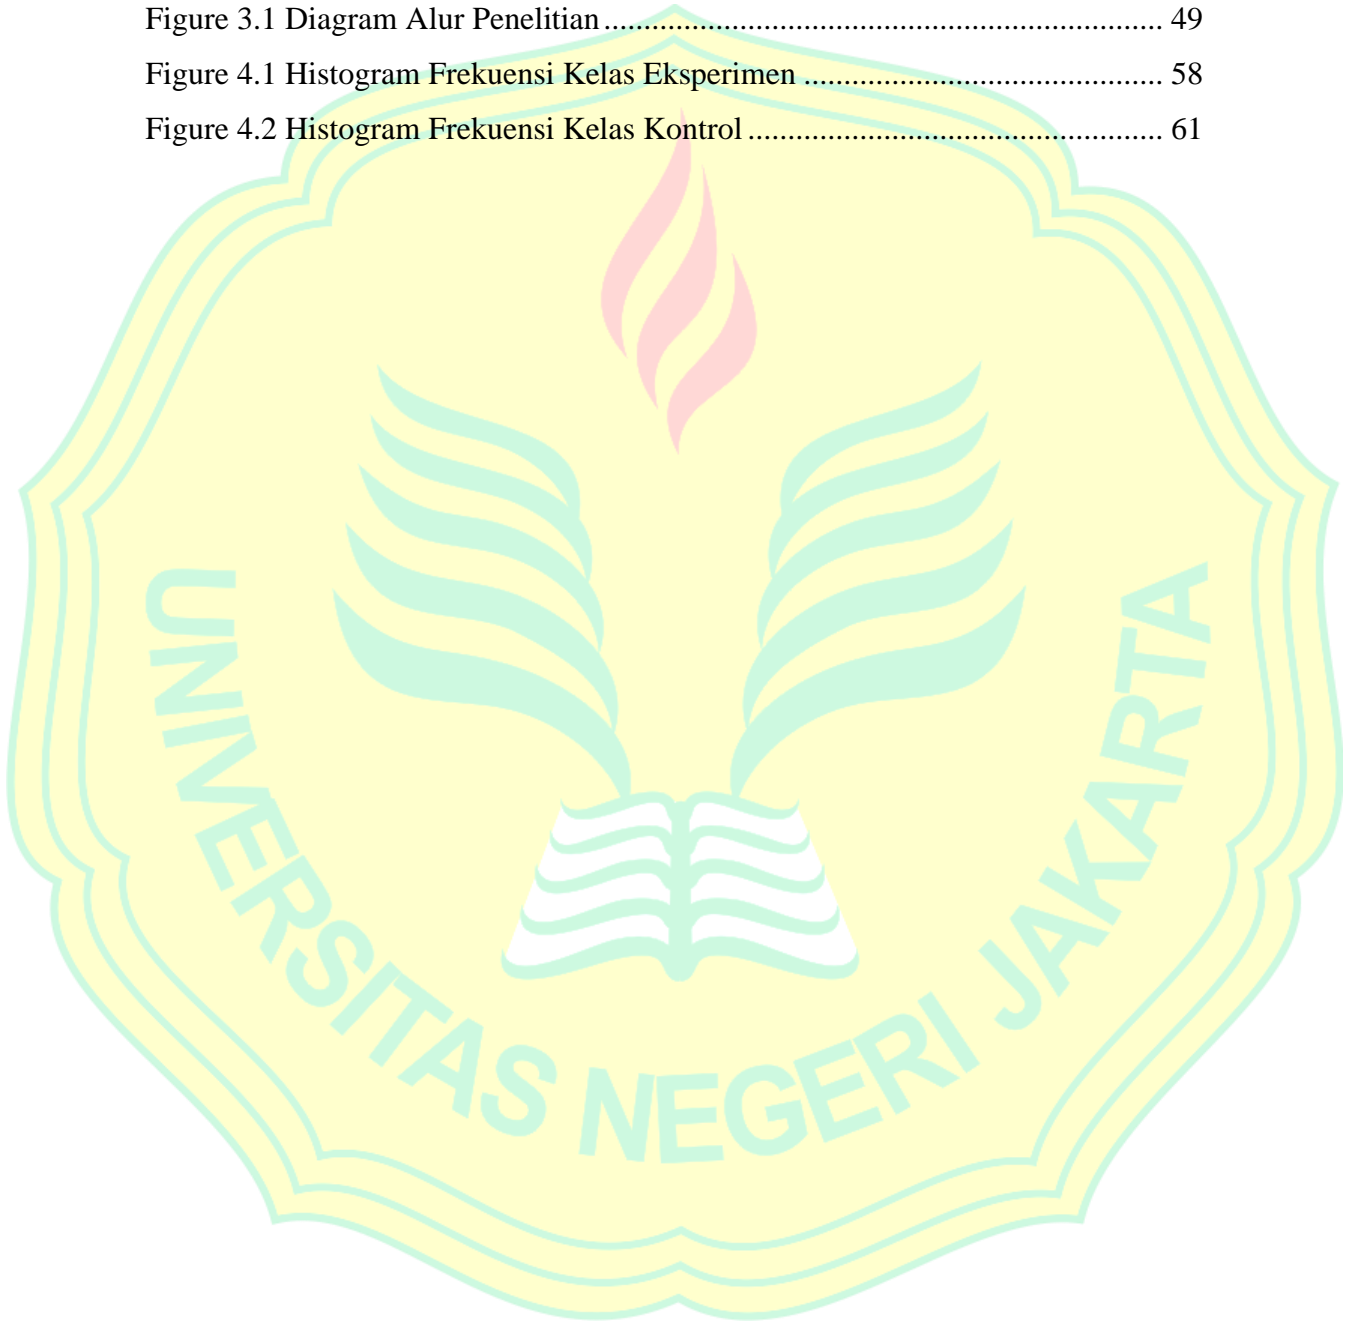 Figure 3.1 Diagram Alur Penelitian ...................................................................... 49
Figure 4.1 Histogram Frekuensi Kelas Eksperimen ............................................. 58
Figure 4.2 Histogram Frekuensi Kelas Kontrol .................................................... 61
UNIVERSITAS NEGERI JAKARTA